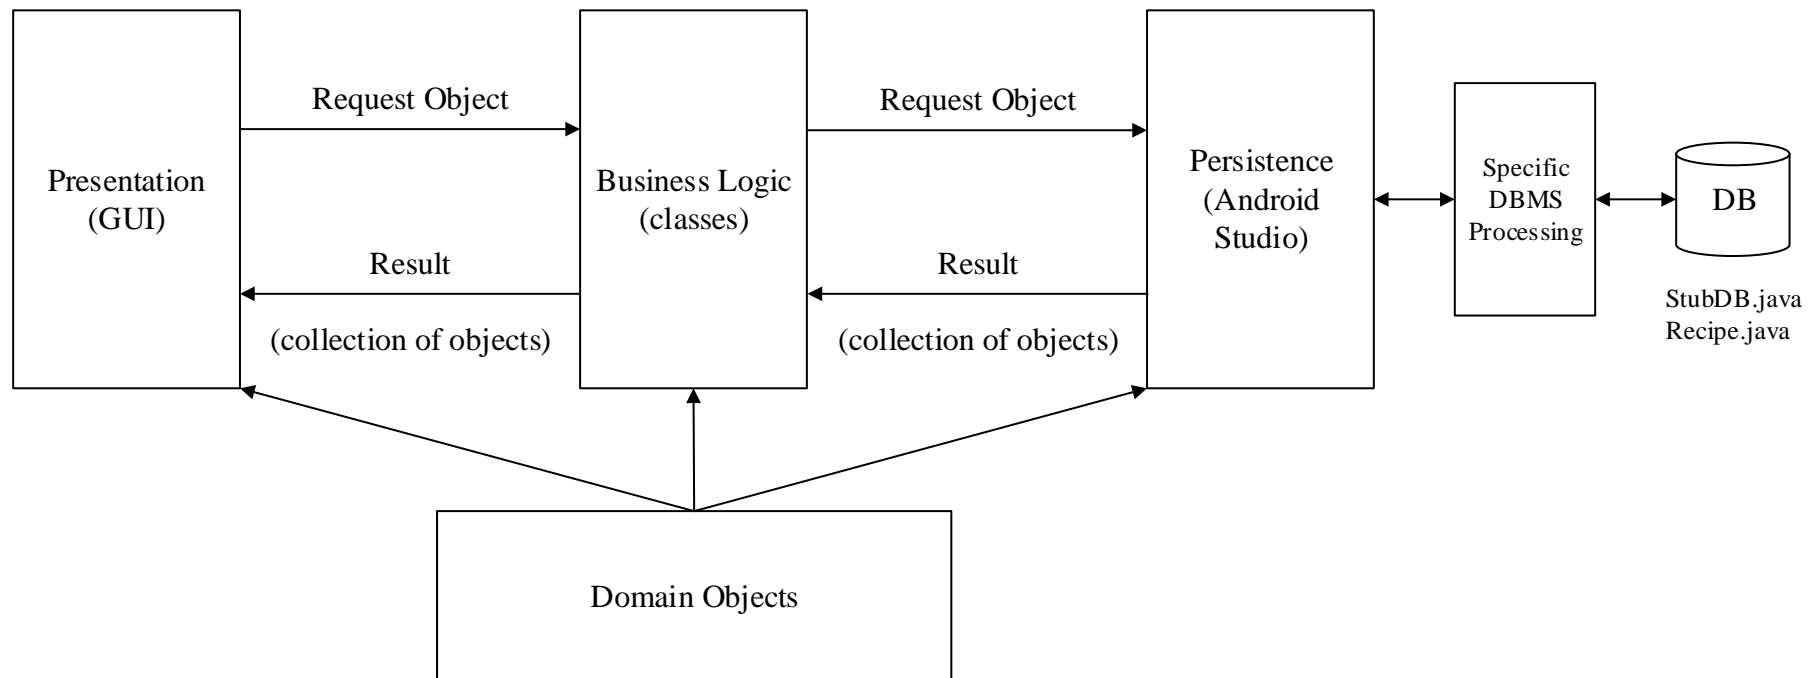 Presentation
(GUI)
Request Object
Result
(collection of objects)
Business Logic
(classes)
Request Object
Result
(collection of objects)
Persistence
(Android
Studio)
Specific
DBMS
Processing
DB
StubDB.java
Recipe.java
Domain Objects